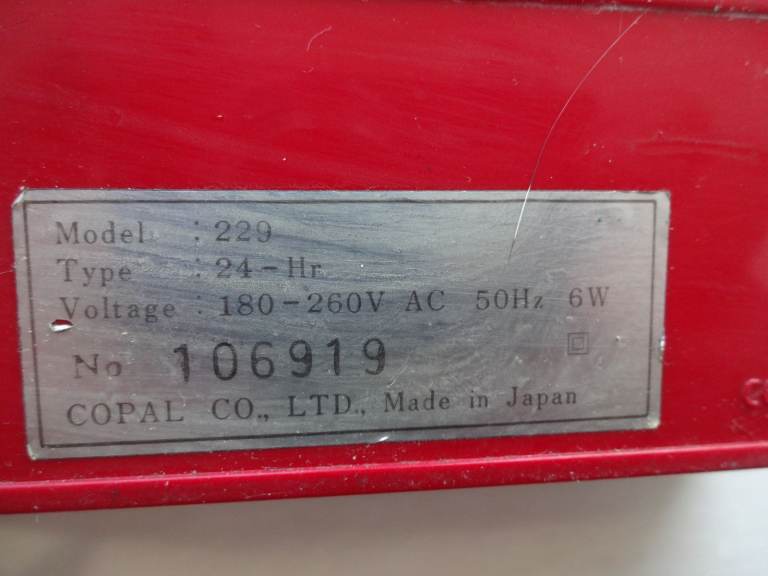 Model : 229
Type : 24-Hr
Voltage : 180-260V AC 50Hz 6W
No 106919
COPAL CO., LTD., Made in Japan